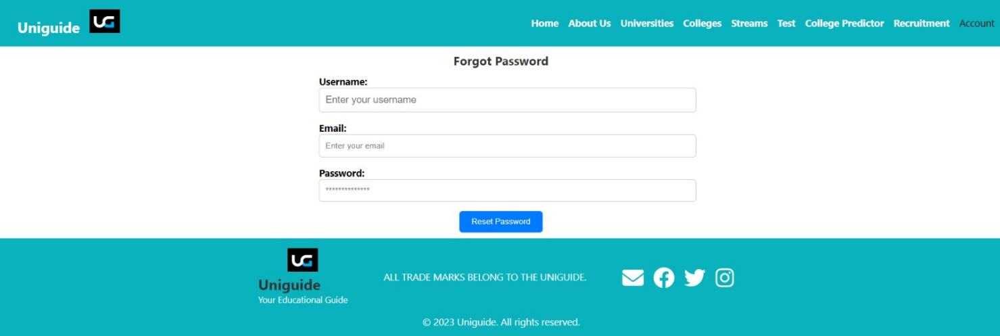 Uniguide UG Home About Us Universities Colleges Streams Test College Predictor Recruitment Account
Forgot Password
Username:
Enter your username
Email:
Enter your email
Password:
**************
Reset Password
UG
Uniguide
Your Educational Guide
ALL TRADE MARKS BELONG TO THE UNIGUIDE.
© 2023 Uniguide. All rights reserved.